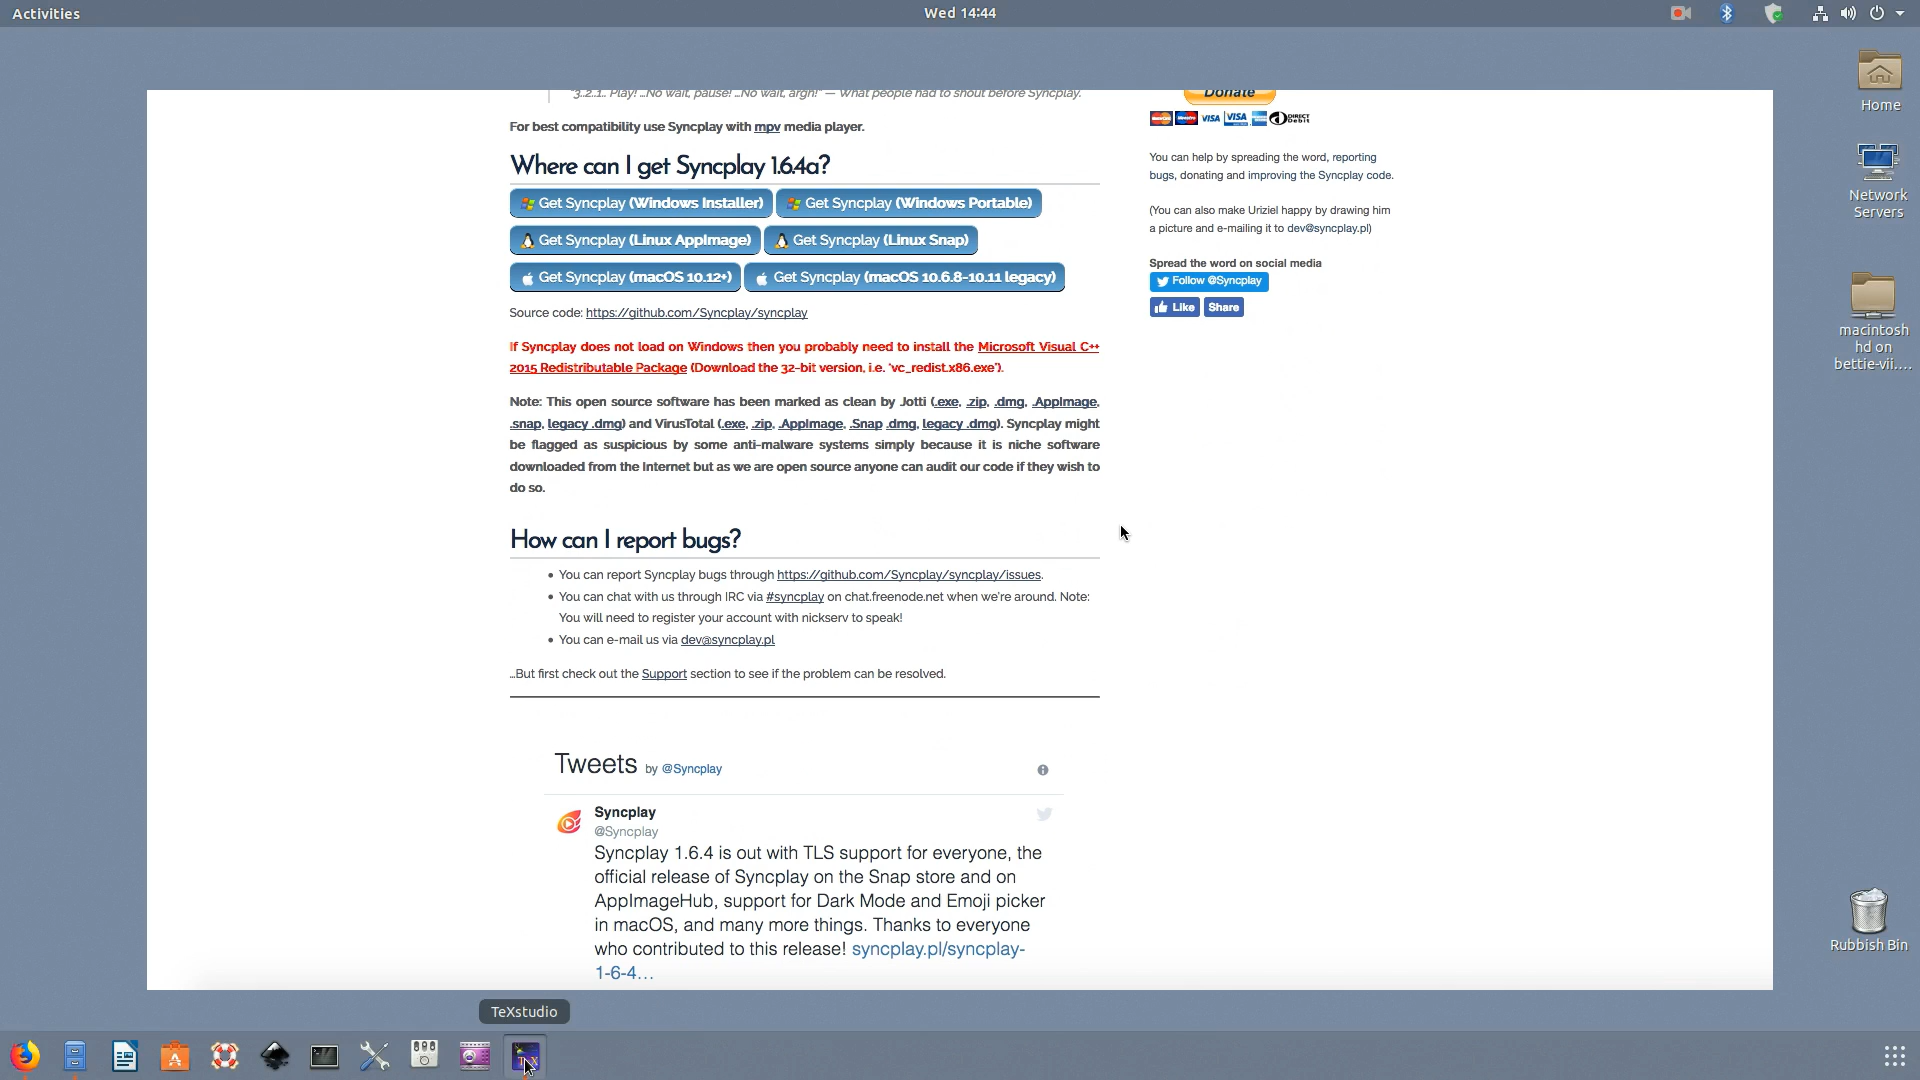 Activities
Wed 14:44
"3..2..1.. Play! ...No wait, pause! ...No wait, argh!" — What people had to shout before Syncplay.
For best compatibility use Syncplay with mpv media player.
Where can I get Syncplay 1.6.4a?
Get Syncplay (Windows Installer) Get Syncplay (Windows Portable)
Get Syncplay (Linux AppImage) Get Syncplay (Linux Snap)
Get Syncplay (macOS 10.12+) Get Syncplay (macOS 10.6.8-10.11 legacy)
Source code: https://github.com/Syncplay/syncplay
If Syncplay does not load on Windows then you probably need to install the Microsoft Visual C++
2015 Redistributable Package (Download the 32-bit version, i.e. 'vc_redist.x86.exe').
Note: This open source software has been marked as clean by Jotti (.exe, .zip, .dmg, .AppImage,
.snap, legacy .dmg) and VirusTotal (.exe, .zip, .AppImage, .Snap .dmg, legacy .dmg). Syncplay might
be flagged as suspicious by some anti-malware systems simply because it is niche software
downloaded from the Internet but as we are open source anyone can audit our code if they wish to
do so.
How can I report bugs?
• You can report Syncplay bugs through https://github.com/Syncplay/syncplay/issues.
• You can chat with us through IRC via #syncplay on chat.freenode.net when we're around. Note:
You will need to register your account with nickserv to speak!
• You can e-mail us via dev@syncplay.pl
...But first check out the Support section to see if the problem can be resolved.
Tweets by @Syncplay
Syncplay
@Syncplay
Syncplay 1.6.4 is out with TLS support for everyone, the
official release of Syncplay on the Snap store and on
AppImageHub, support for Dark Mode and Emoji picker
in macOS, and many more things. Thanks to everyone
who contributed to this release! syncplay.pl/syncplay-
1-6-4…
Donate
VISA VISA DIRECT Debit
You can help by spreading the word, reporting
bugs, donating and improving the Syncplay code.
(You can also make Uriziel happy by drawing him
a picture and e-mailing it to dev@syncplay.pl)
Spread the word on social media
Follow @Syncplay
Like Share
Home
Network
Servers
macintosh
hd on
bettie-vii....
Rubbish Bin
TeXstudio